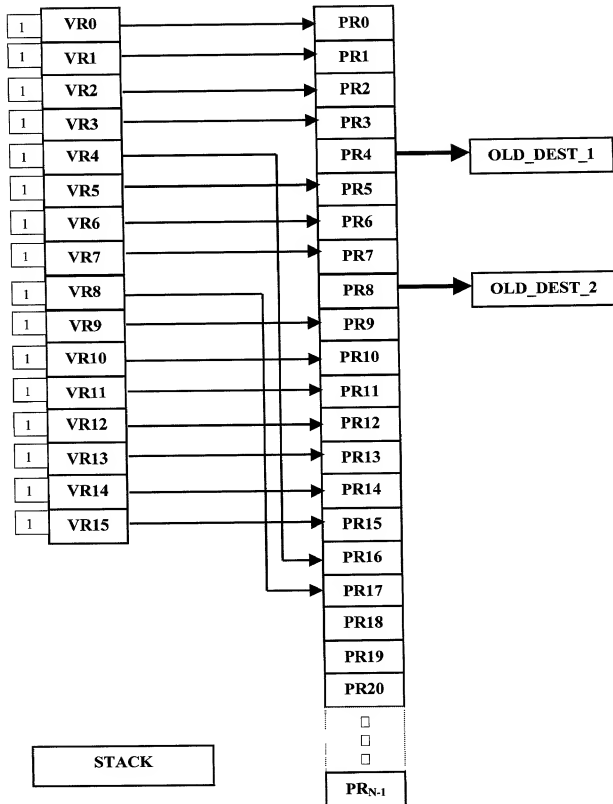 1 VR0 PR0
1 VR1 PR1
1 VR2 PR2
1 VR3 PR3
1 VR4 PR4 OLD_DEST_1
1 VR5 PR5
1 VR6 PR6
1 VR7 PR7
1 VR8 PR8 OLD_DEST_2
1 VR9 PR9
1 VR10 PR10
1 VR11 PR11
1 VR12 PR12
1 VR13 PR13
1 VR14 PR14
1 VR15 PR15
PR16
PR17
PR18
PR19
PR20
STACK
PRN-1